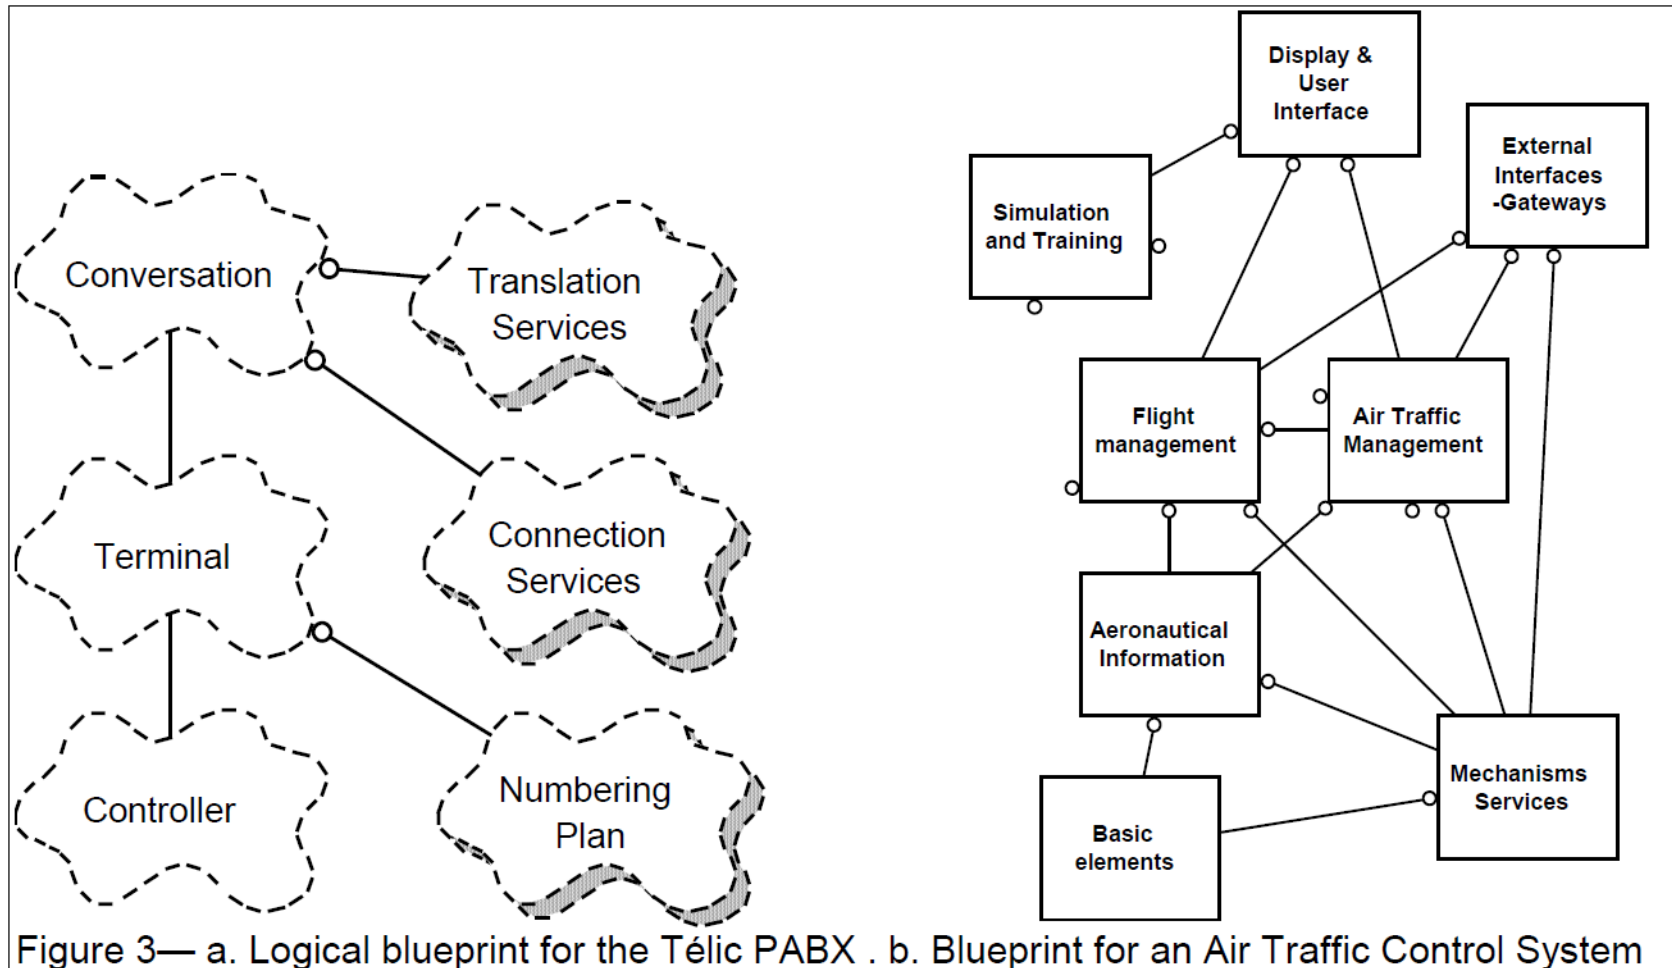 Conversation
Translation
Services
Terminal
Connection
Services
Controller
Numbering
Plan
Display &
User
Interface
External
Interfaces
-Gateways
Simulation
and Training
Flight
management
Air Traffic
Management
Aeronautical
Information
Mechanisms
Services
Basic
elements
Figure 3— a. Logical blueprint for the Télic PABX . b. Blueprint for an Air Traffic Control System